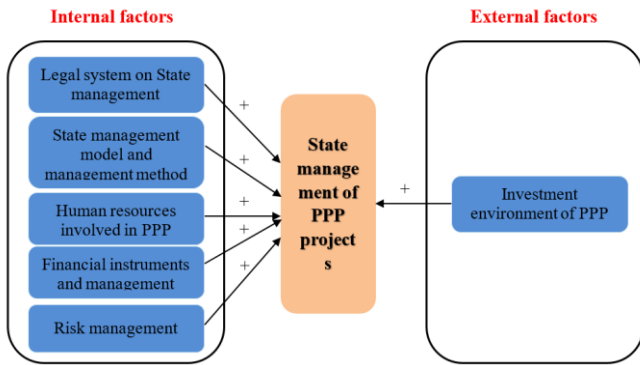 Internal factors
External factors
Legal system on State
management
+
State management
model and
management method
+
Human resources
involved in PPP
+
Financial instruments
and management
+
Risk management
+
State
manage
ment of
PPP
project
s
+
Investment
environment of PPP